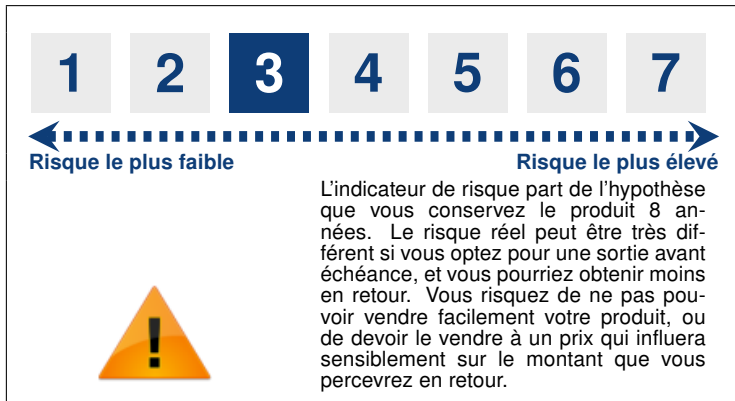 1 2 3 4 5 6 7
Risque le plus faible Risque le plus élevé
L'indicateur de risque part de l'hypothèse
que vous conservez le produit 8 an-
nées. Le risque réel peut être très dif-
férent si vous optez pour une sortie avant
échéance, et vous pourriez obtenir moins
en retour. Vous risquez de ne pas pou-
voir vendre facilement votre produit, ou
de devoir le vendre à un prix qui influera
sensiblement sur le montant que vous
percevrez en retour.